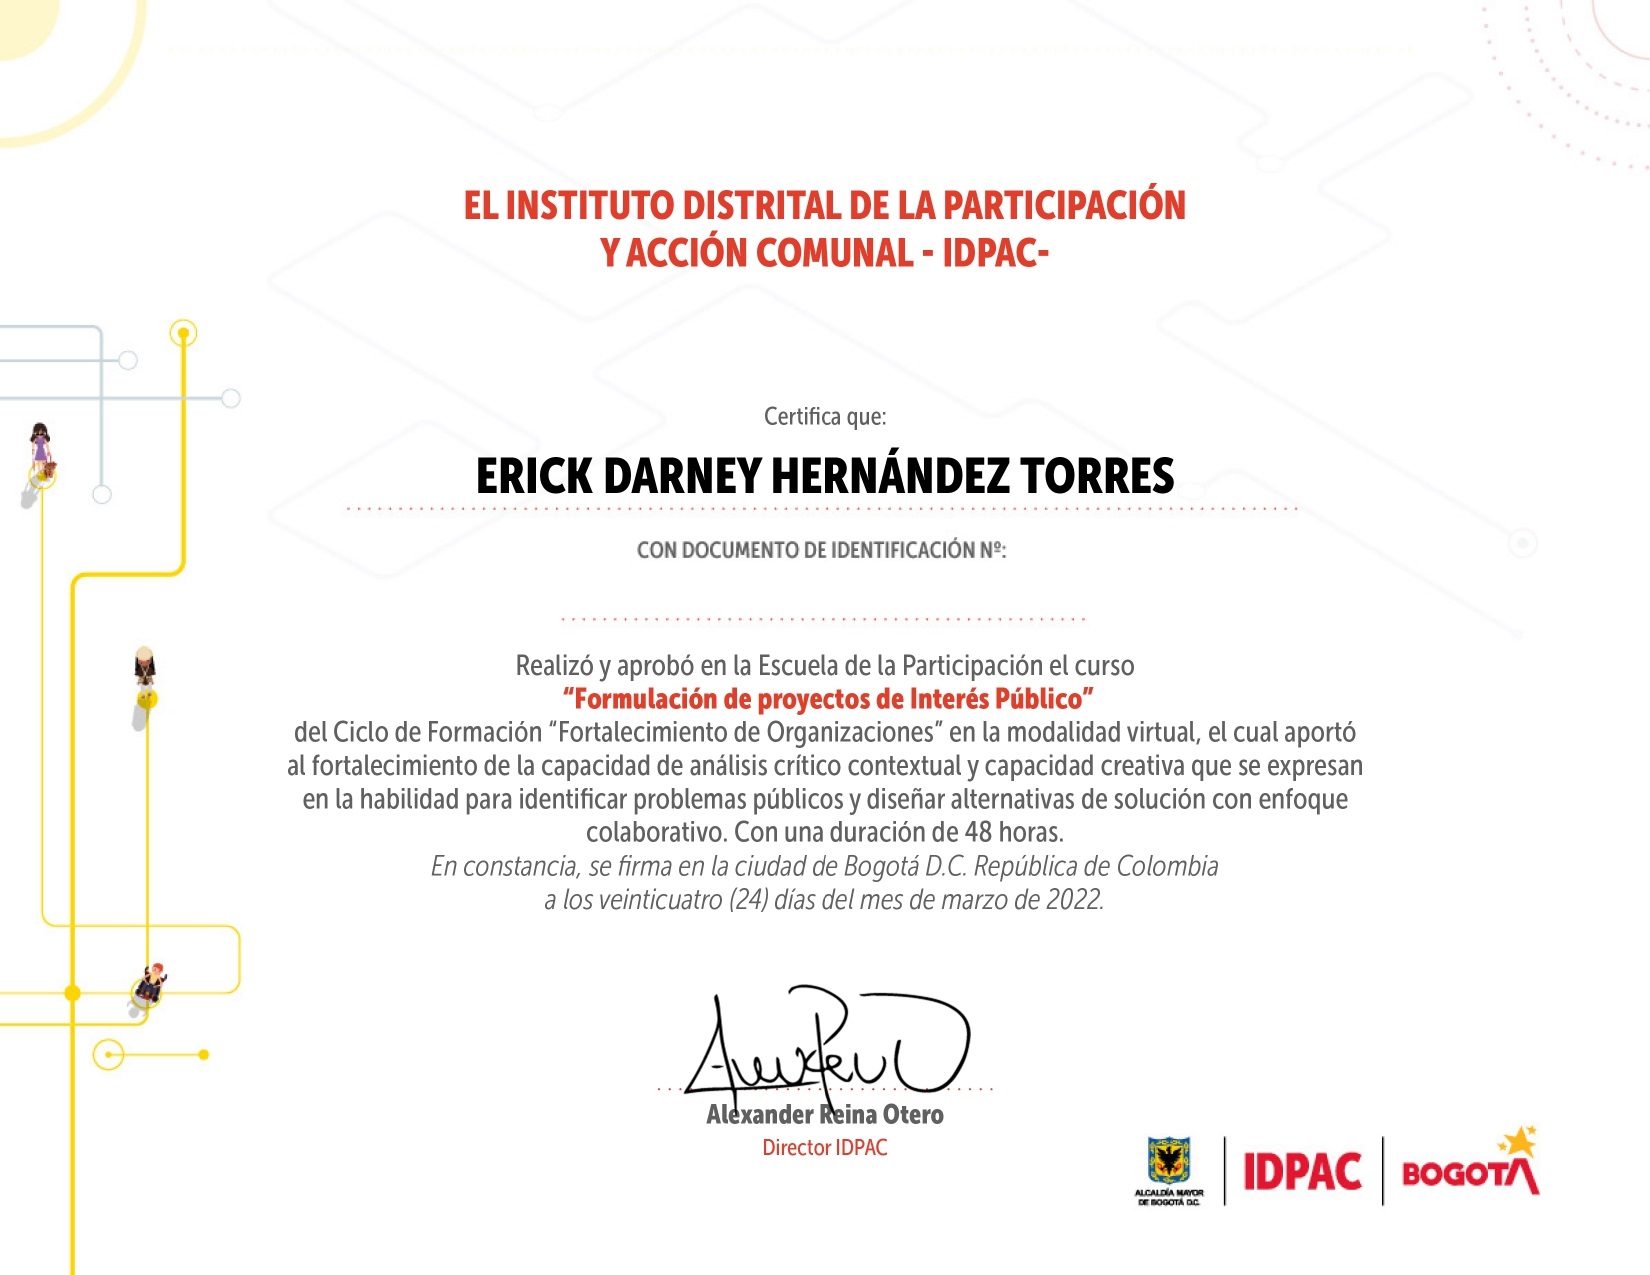 EL INSTITUTO DISTRITAL DE LA PARTICIPACIÓN
Y ACCIÓN COMUNAL - IDPAC-
Certifica que:
ERICK DARNEY HERNÁNDEZ TORRES
CON DOCUMENTO DE IDENTIFICACIÓN Nº:
Realizó y aprobó en la Escuela de la Participación el curso
“Formulación de proyectos de Interés Público”
del Ciclo de Formación “Fortalecimiento de Organizaciones” en la modalidad virtual, el cual aportó
al fortalecimiento de la capacidad de análisis crítico contextual y capacidad creativa que se expresan
en la habilidad para identificar problemas públicos y diseñar alternativas de solución con enfoque
colaborativo. Con una duración de 48 horas.
En constancia, se firma en la ciudad de Bogotá D.C. República de Colombia
a los veinticuatro (24) días del mes de marzo de 2022.
Alexander Reina Otero
Director IDPAC
ALCALDÍA MAYOR
DE BOGOTÁ D.C.
IDPAC
BOGOTÁ